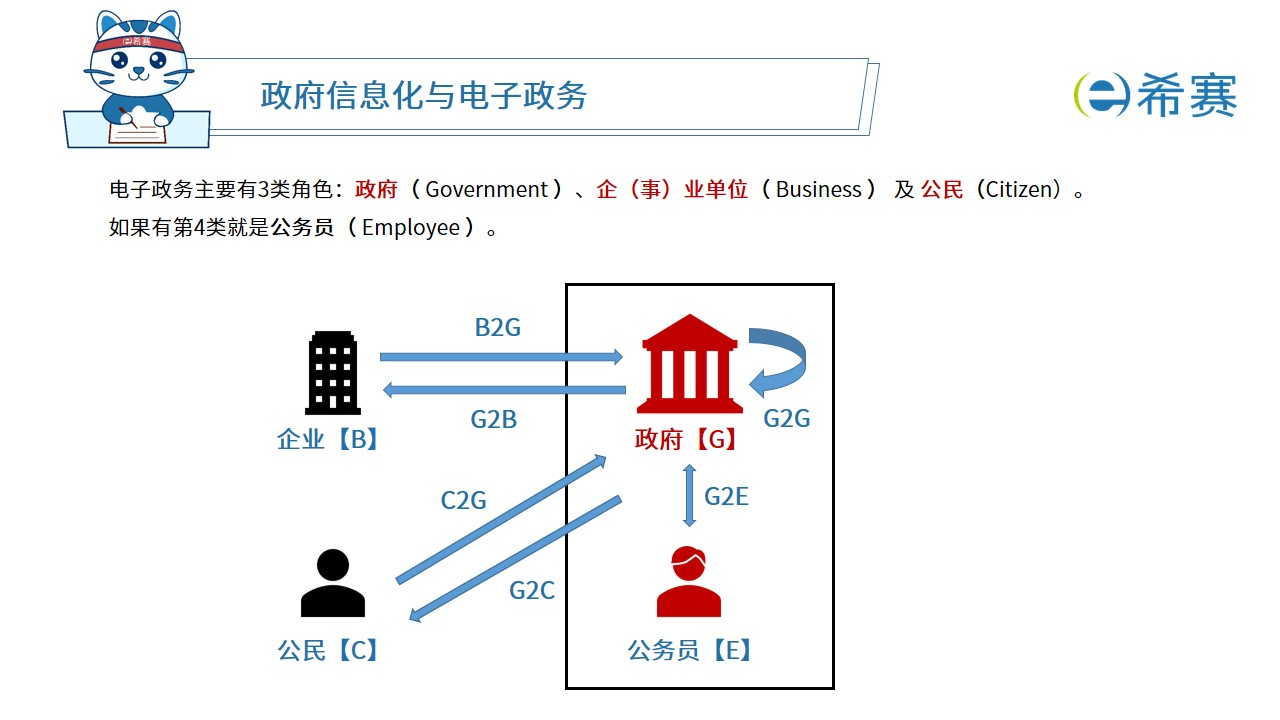 希赛
政府信息化与电子政务
希赛
电子政务主要有3类角色：政府（ Government ）、企（事）业单位（ Business ） 及 公民（Citizen）。
如果有第4类就是公务员（ Employee ）。
B2G
G2B
G2G
企业【B】
政府【G】
C2G
G2E
G2C
公民【C】
公务员【E】